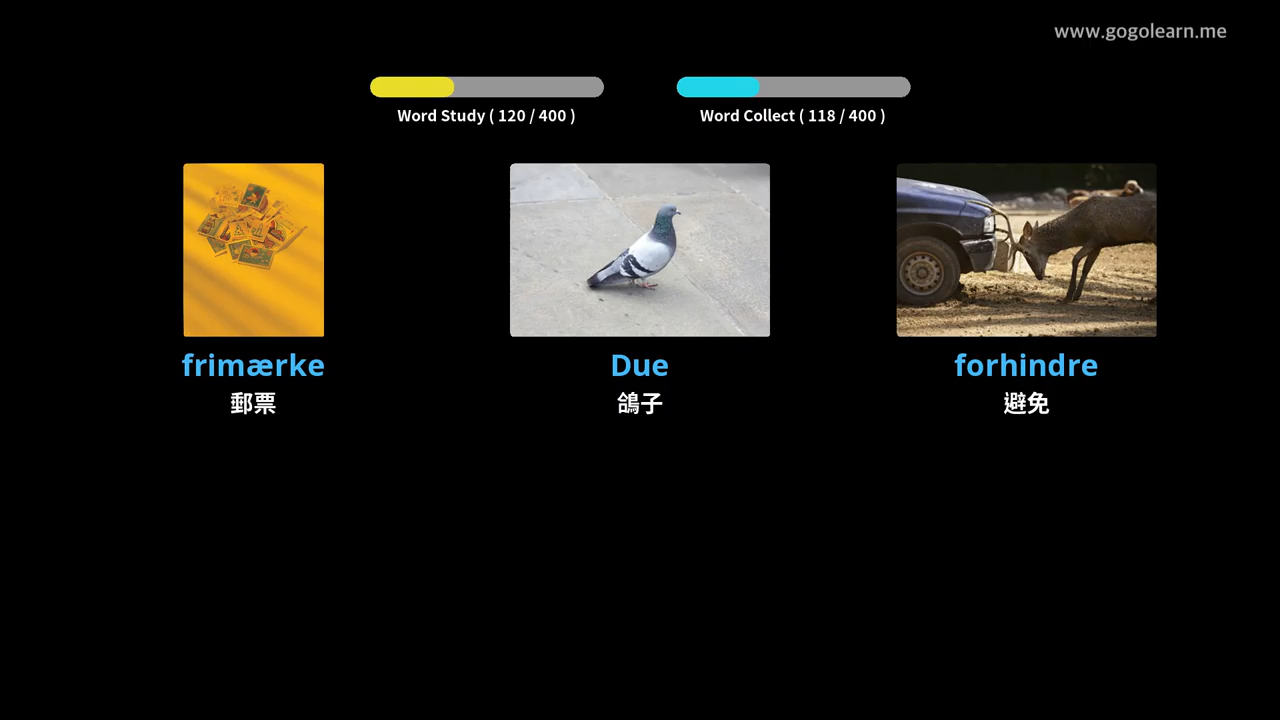 www.gogolearn.me
Word Study ( 120 / 400 )
Word Collect ( 118 / 400 )
frimærke
郵票
Due
鴿子
forhindre
避免